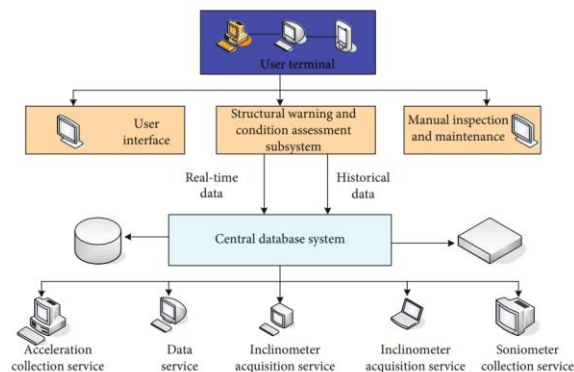 User terminal
User
interface
Structural warning and
condition assessment
subsystem
Manual inspection
and maintenance
Real-time
data
Historical
data
Central database system
Acceleration
collection service
Data
service
Inclinometer
acquisition service
Inclinometer
acquisition service
Soniometer
collection service